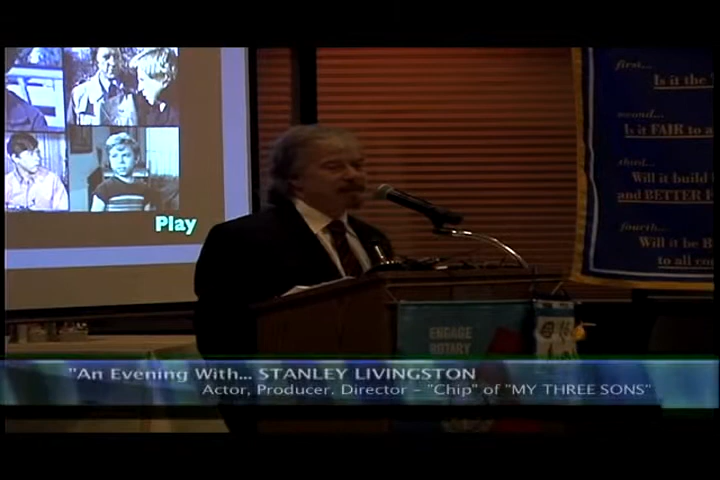 Play
first...
Is it the
second...
Is it FAIR to a
third...
Will it build
and BETTER F
fourth...
Will it be B
to all co
ENGAGE
ROTARY
"An Evening With... STANLEY LIVINGSTON
Actor, Producer. Director - "Chip" of "MY THREE SONS"